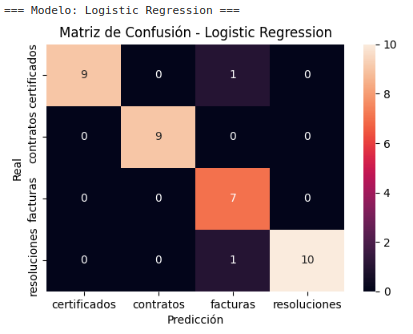 === Modelo: Logistic Regression ===
Matriz de Confusión - Logistic Regression
Real
certificados
9 0 1 0
contratos
0 9 0 0
facturas
0 0 7 0
resoluciones
0 0 1 10
certificados contratos facturas resoluciones
Predicción
10
8
6
4
2
0